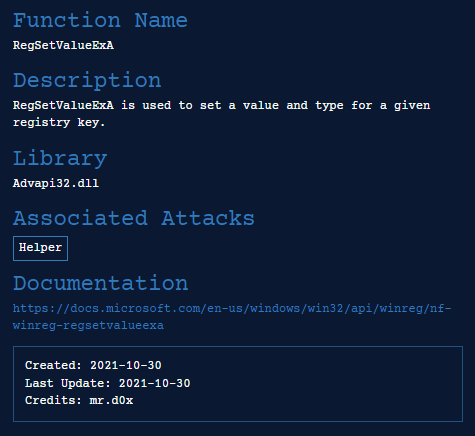 Function Name
RegSetValueExA
Description
RegSetValueExA is used to set a value and type for a given
registry key.
Library
Advapi32.dll
Associated Attacks
Helper
Documentation
https://docs.microsoft.com/en-us/windows/win32/api/winreg/nf-
winreg-regsetvalueexa
Created: 2021-10-30
Last Update: 2021-10-30
Credits: mr.d0x